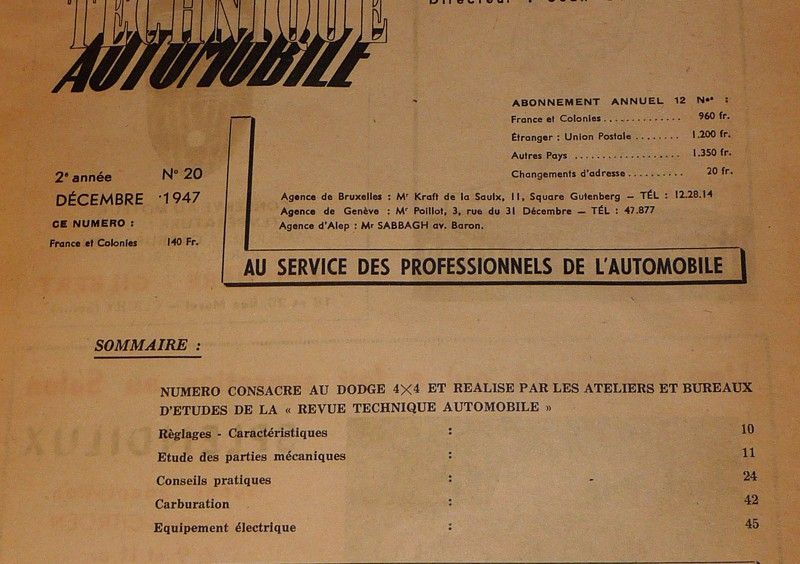 TECHNIQUE
AUTOMOBILE
Directeur :
ABONNEMENT ANNUEL 12 Nos :
France et Colonies.............. 960 fr.
Étranger : Union Postale ........ 1.200 fr.
Autres Pays .................... 1.350 fr.
Changements d'adresse.......... 20 fr.
2e année No 20
DÉCEMBRE 1947
CE NUMERO :
France et Colonies 140 Fr.
Agence de Bruxelles : Mr Kraft de la Saulx, 11, Square Gutenberg — TÉL : 12.28.14
Agence de Genève : Mr Poillot, 3, rue du 31 Décembre — TÉL : 47.877
Agence d'Alep : Mr SABBAGH av. Baron.
AU SERVICE DES PROFESSIONNELS DE L'AUTOMOBILE
SOMMAIRE :
NUMERO CONSACRE AU DODGE 4×4 ET REALISE PAR LES ATELIERS ET BUREAUX
D'ETUDES DE LA « REVUE TECHNIQUE AUTOMOBILE »
Règlages - Caractéristiques : 10
Etude des parties mécaniques : 11
Conseils pratiques : 24
Carburation : 42
Equipement électrique : 45